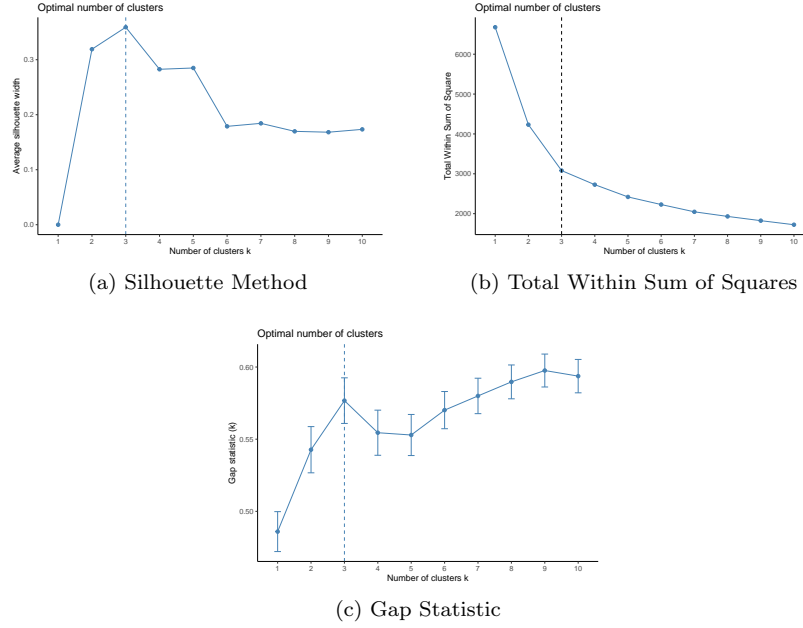 Optimal number of clusters
Average silhouette width
0.3
0.2
0.1
0.0
1 2 3 4 5 6 7 8 9 10
Number of clusters k
(a) Silhouette Method
Optimal number of clusters
Total Within Sum of Square
6000
5000
4000
3000
2000
1 2 3 4 5 6 7 8 9 10
Number of clusters k
(b) Total Within Sum of Squares
Optimal number of clusters
Gap statistic (k)
0.60
0.55
0.50
1 2 3 4 5 6 7 8 9 10
Number of clusters k
(c) Gap Statistic